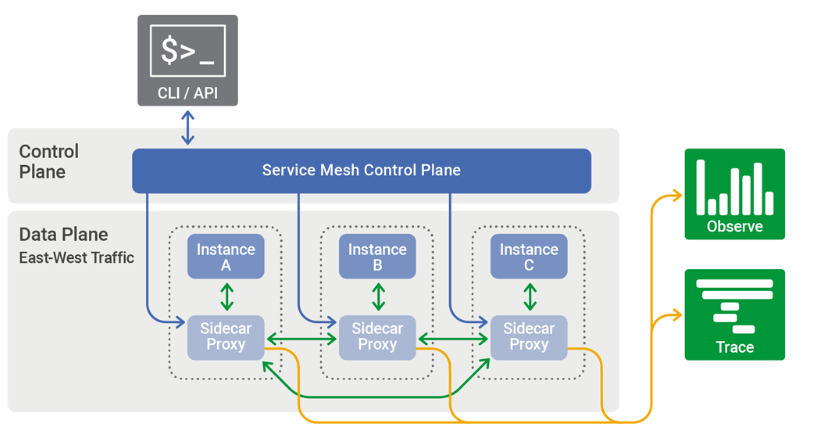 $>_
CLI / API
Control
Plane
Service Mesh Control Plane
Data Plane
East-West Traffic
Instance
A
Instance
B
Instance
C
Sidecar
Proxy
Sidecar
Proxy
Sidecar
Proxy
Observe
Trace